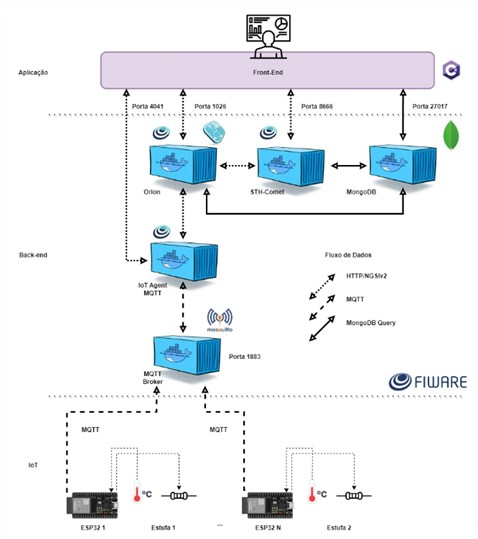 Aplicação
Front-End
C#
Porta 4041
Porta 1026
Porta 8666
Porta 27017
Orion
STH-Comet
MongoDB
Back-end
IoT Agent
MQTT
Fluxo de Dados
HTTP/NGSIv2
MQTT
MongoDB Query
mosquitto
Porta 1883
MQTT
Broker
FIWARE
MQTT
MQTT
IoT
°C
°C
ESP32 1
Estufa 1
...
ESP32 N
Estufa 2